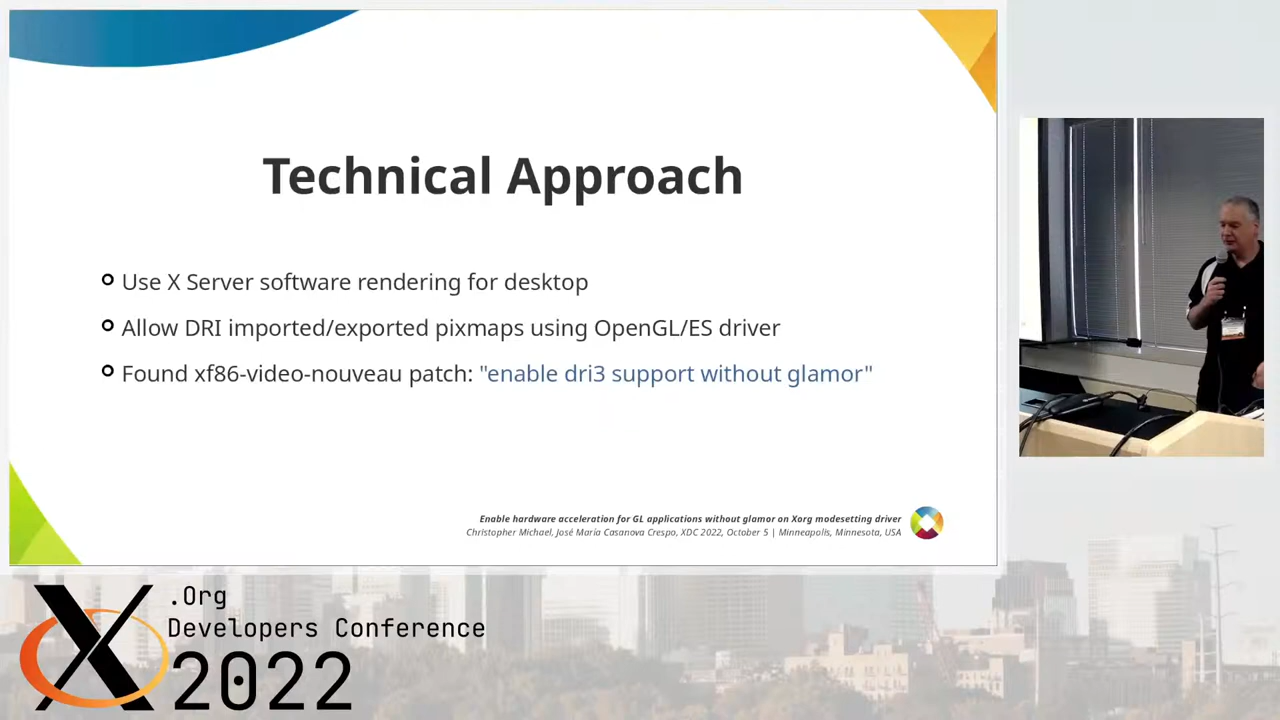 Technical Approach
Use X Server software rendering for desktop
Allow DRI imported/exported pixmaps using OpenGL/ES driver
Found xf86-video-nouveau patch: "enable dri3 support without glamor"
Enable hardware acceleration for GL applications without glamor on Xorg modesetting driver
Christopher Michael, José María Casanova Crespo, XDC 2022, October 5 | Minneapolis, Minnesota, USA
X.Org
Developers Conference
2022